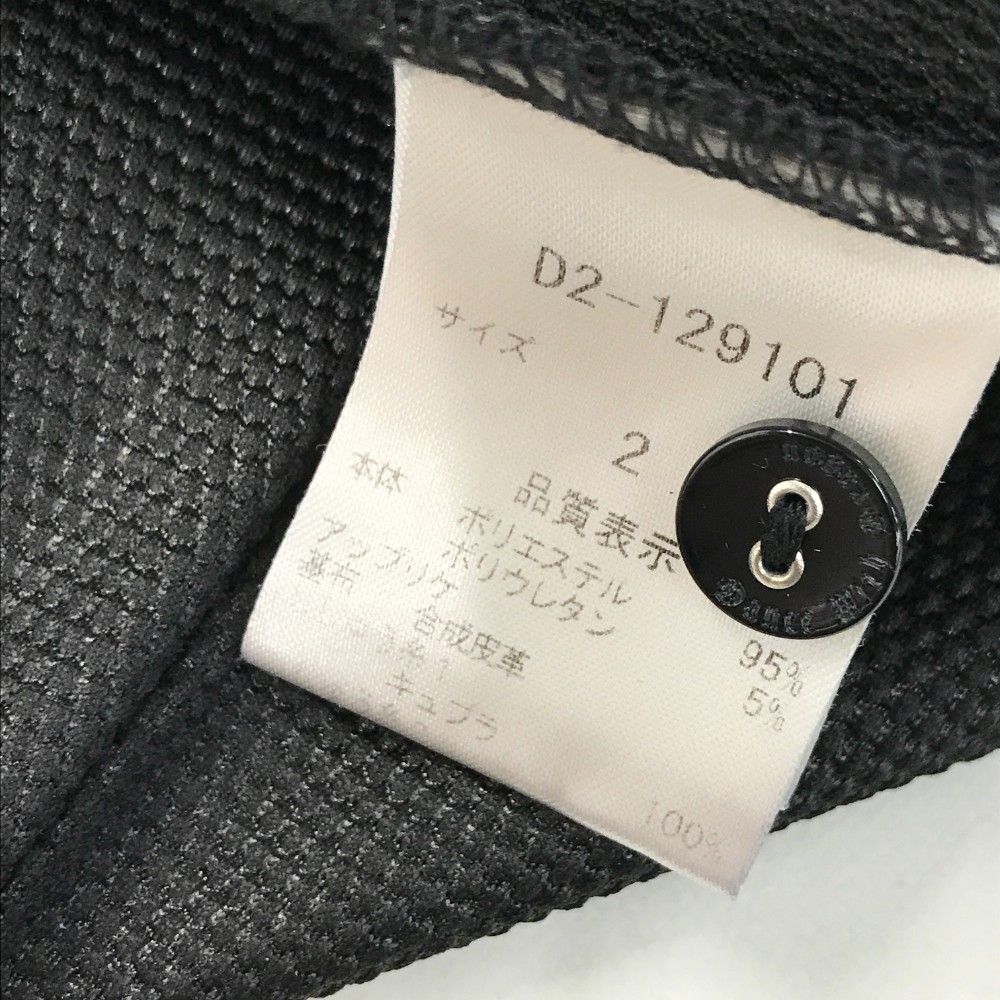 D2-129101
サイズ
2
品質表示
本体
ポリエステル 95%
ポリウレタン 5%
アップリケ
基布
合成皮革
キュプラ
100%